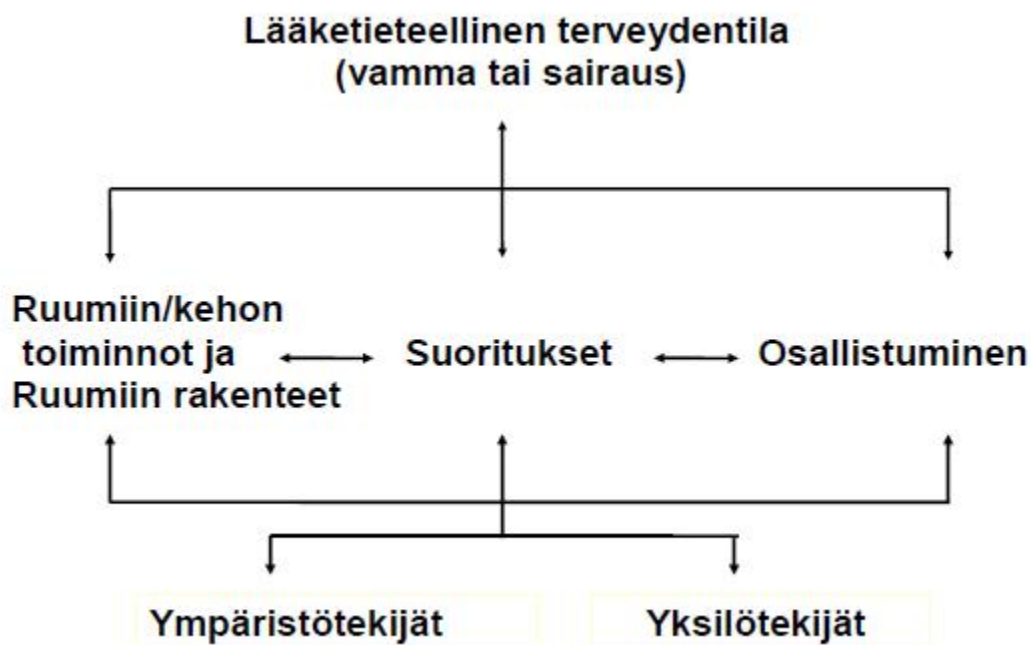 Lääketieteellinen terveydentila
(vamma tai sairaus)
Ruumiin/kehon
toiminnot ja
Ruumiin rakenteet
Suoritukset
Osallistuminen
Ympäristötekijät
Yksilötekijät